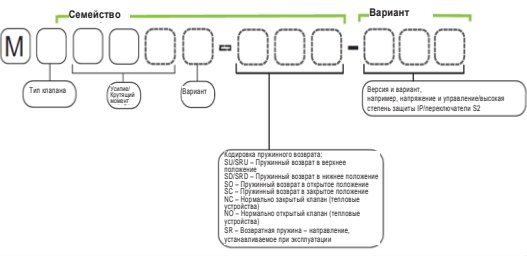 Семейство
Вариант
M
Тип клапана
Усилие/
Крутящий
момент
Вариант
Версия и вариант,
например, напряжение и управление/высокая
степень защиты IP/переключатели S2
Кодировка пружинного возврата:
SU/SRU – Пружинный возврат в верхнее
положение
SD/SRD – Пружинный возврат в нижнее положение
SO – Пружинный возврат в открытое положение
SC – Пружинный возврат в закрытое положение
NC – Нормально закрытый клапан (тепловые
устройства)
NO – Нормально открытый клапан (тепловые
устройства)
SR – Возвратная пружина – направление,
устанавливаемое при эксплуатации